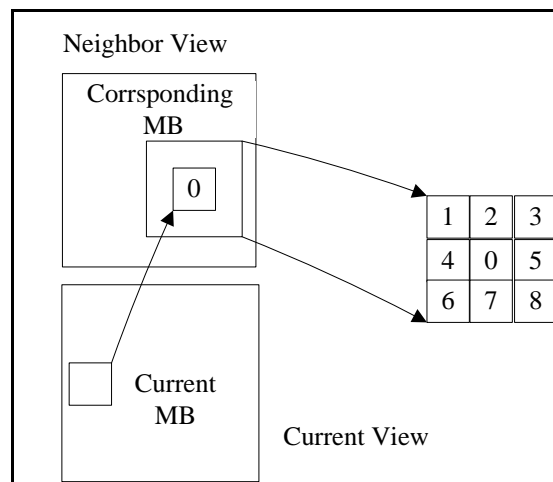 Neighbor View
Corrsponding
MB
0
1 2 3
4 0 5
6 7 8
Current
MB
Current View